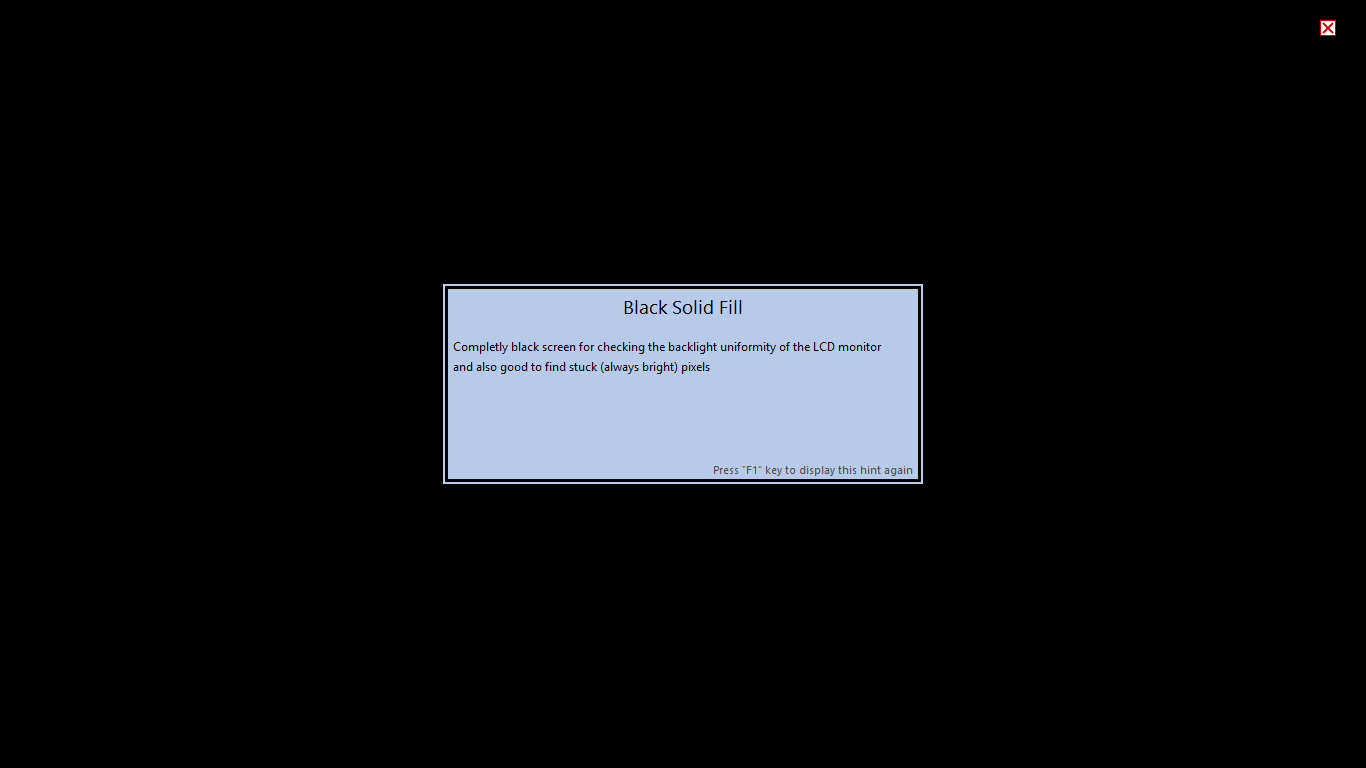 Black Solid Fill
Completly black screen for checking the backlight uniformity of the LCD monitor
and also good to find stuck (always bright) pixels
Press "F1" key to display this hint again